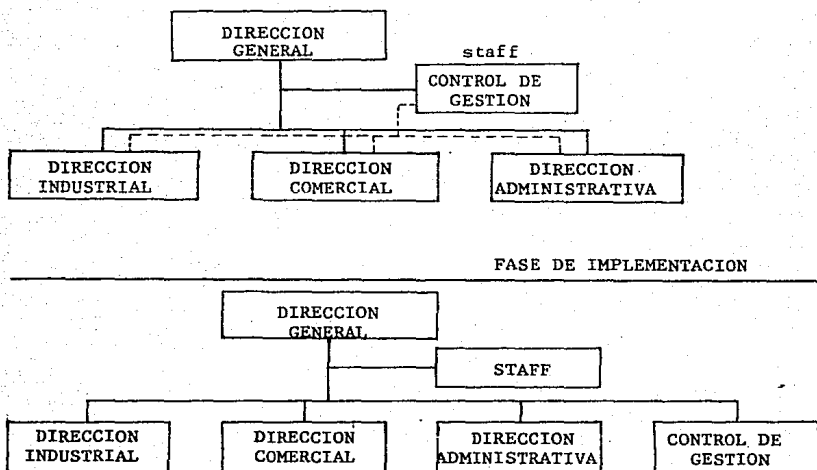 DIRECCION
GENERAL
staff
CONTROL DE
GESTION
DIRECCION
INDUSTRIAL
DIRECCION
COMERCIAL
DIRECCION
ADMINISTRATIVA
FASE DE IMPLEMENTACION
DIRECCION
GENERAL
STAFF
DIRECCION
INDUSTRIAL
DIRECCION
COMERCIAL
DIRECCION
ADMINISTRATIVA
CONTROL DE
GESTION